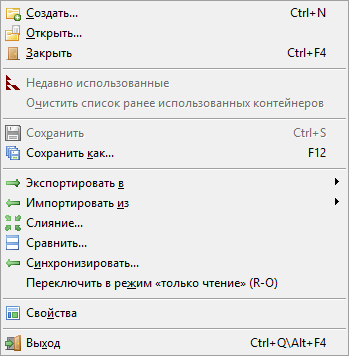 Создать... Ctrl+N
Открыть...
Закрыть Ctrl+F4
Недавно использованные
Очистить список ранее использованных контейнеров
Сохранить Ctrl+S
Сохранить как... F12
Экспортировать в
Импортировать из
Слияние...
Сравнить...
Синхронизировать...
Переключить в режим «только чтение» (R-O)
Свойства
Выход Ctrl+Q\Alt+F4